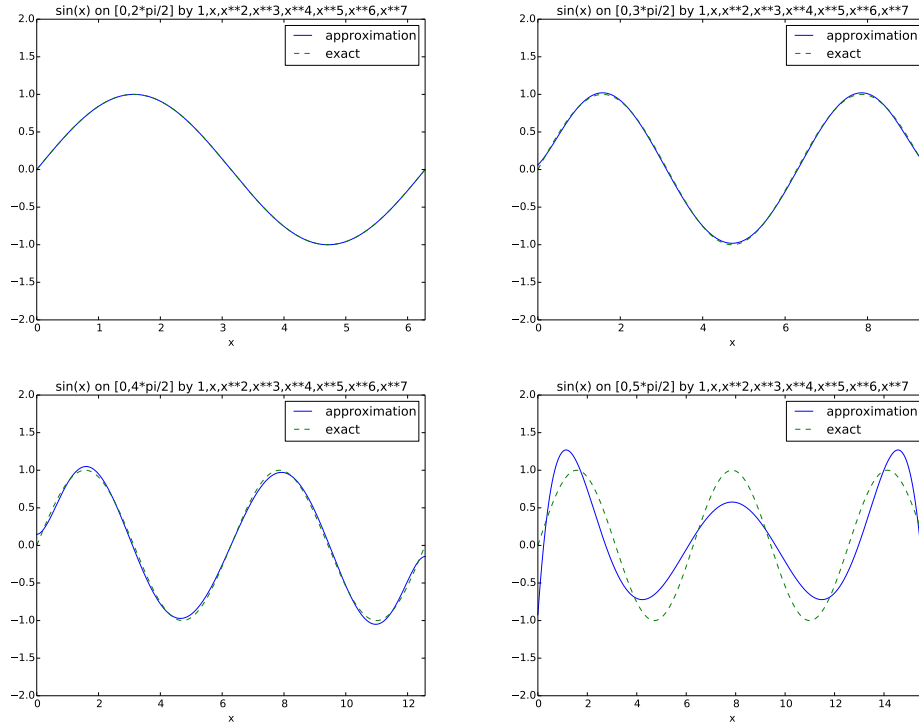 sin(x) on [0,2*pi/2] by 1,x,x**2,x**3,x**4,x**5,x**6,x**7
2.0
1.5
1.0
0.5
0.0
−0.5
−1.0
−1.5
−2.0
approximation
exact
0 1 2 3 4 5 6
x
sin(x) on [0,3*pi/2] by 1,x,x**2,x**3,x**4,x**5,x**6,x**7
2.0
1.5
1.0
0.5
0.0
−0.5
−1.0
−1.5
−2.0
approximation
exact
0 2 4 6 8
x
sin(x) on [0,4*pi/2] by 1,x,x**2,x**3,x**4,x**5,x**6,x**7
2.0
1.5
1.0
0.5
0.0
−0.5
−1.0
−1.5
−2.0
approximation
exact
0 2 4 6 8 10 12
x
sin(x) on [0,5*pi/2] by 1,x,x**2,x**3,x**4,x**5,x**6,x**7
2.0
1.5
1.0
0.5
0.0
−0.5
−1.0
−1.5
−2.0
approximation
exact
0 2 4 6 8 10 12 14
x